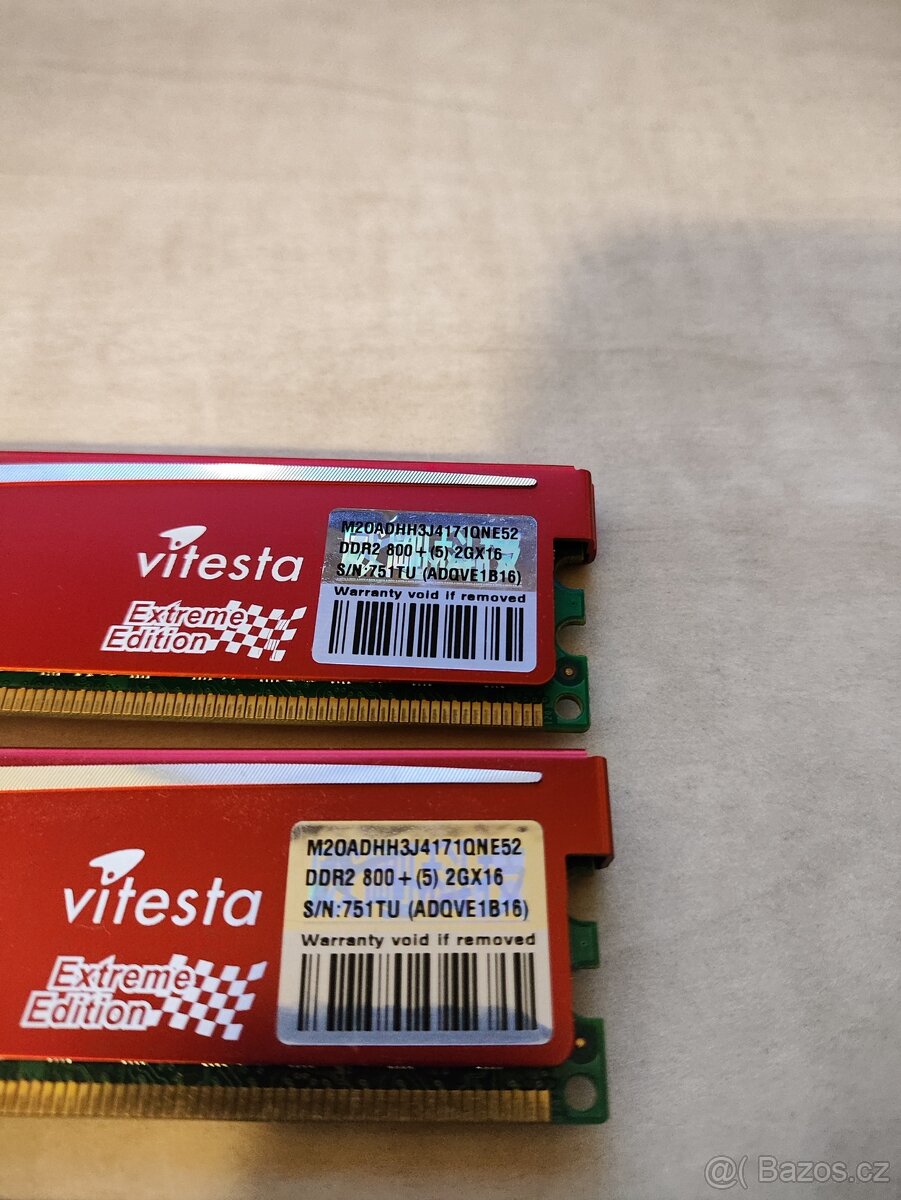 vitesta
Extreme
Edition
M2OADHH3J4171QNE52
DDR2 800+(5) 2GX16
S/N:751TU (ADQVE1B16)
Warranty void if removed
vitesta
Extreme
Edition
M2OADHH3J4171QNE52
DDR2 800+(5) 2GX16
S/N:751TU (ADQVE1B16)
Warranty void if removed
@( Bazos.cz